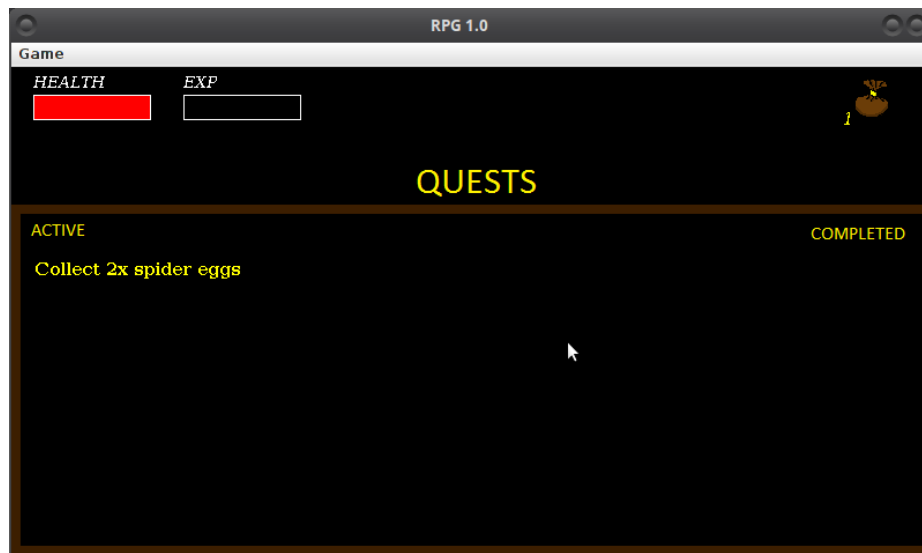 RPG 1.0
Game
HEALTH EXP
1
QUESTS
ACTIVE COMPLETED
Collect 2x spider eggs